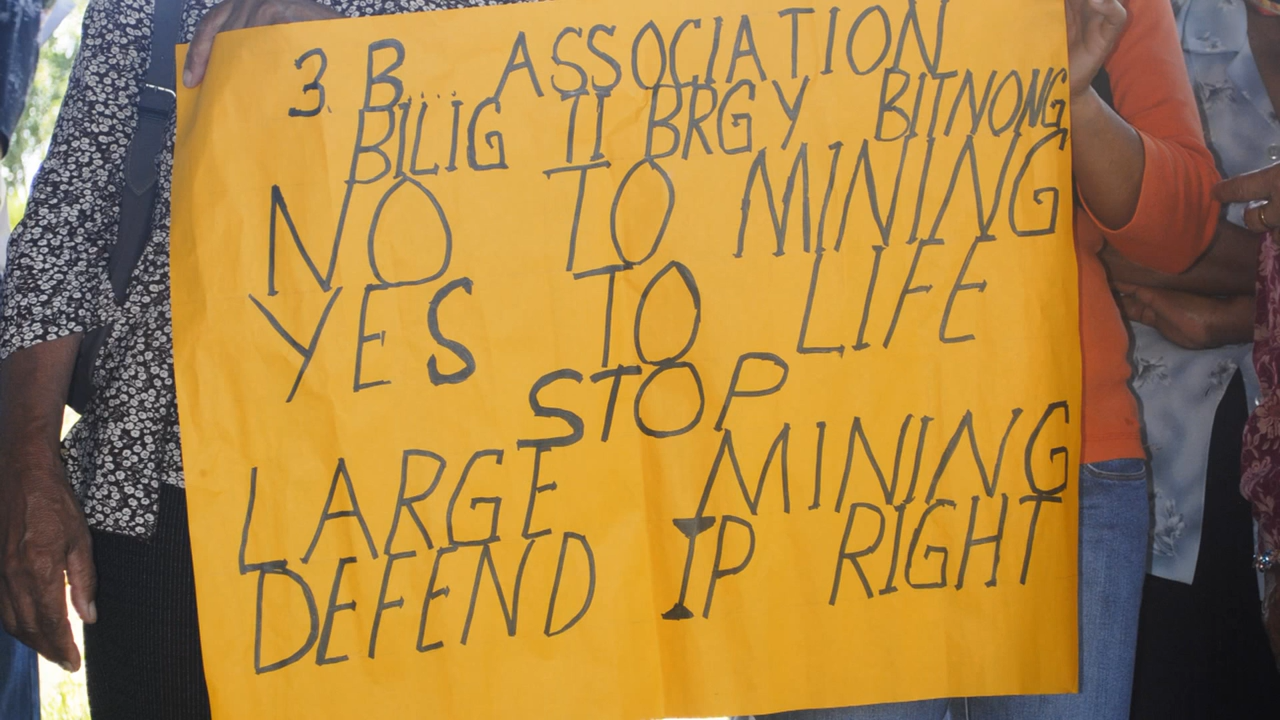 3. B.... ASSOCIATION
BILIG II BRGY BITNONG
NO TO MINING
YES TO LIFE
STOP
LARGE MINING
DEFEND IP RIGHT